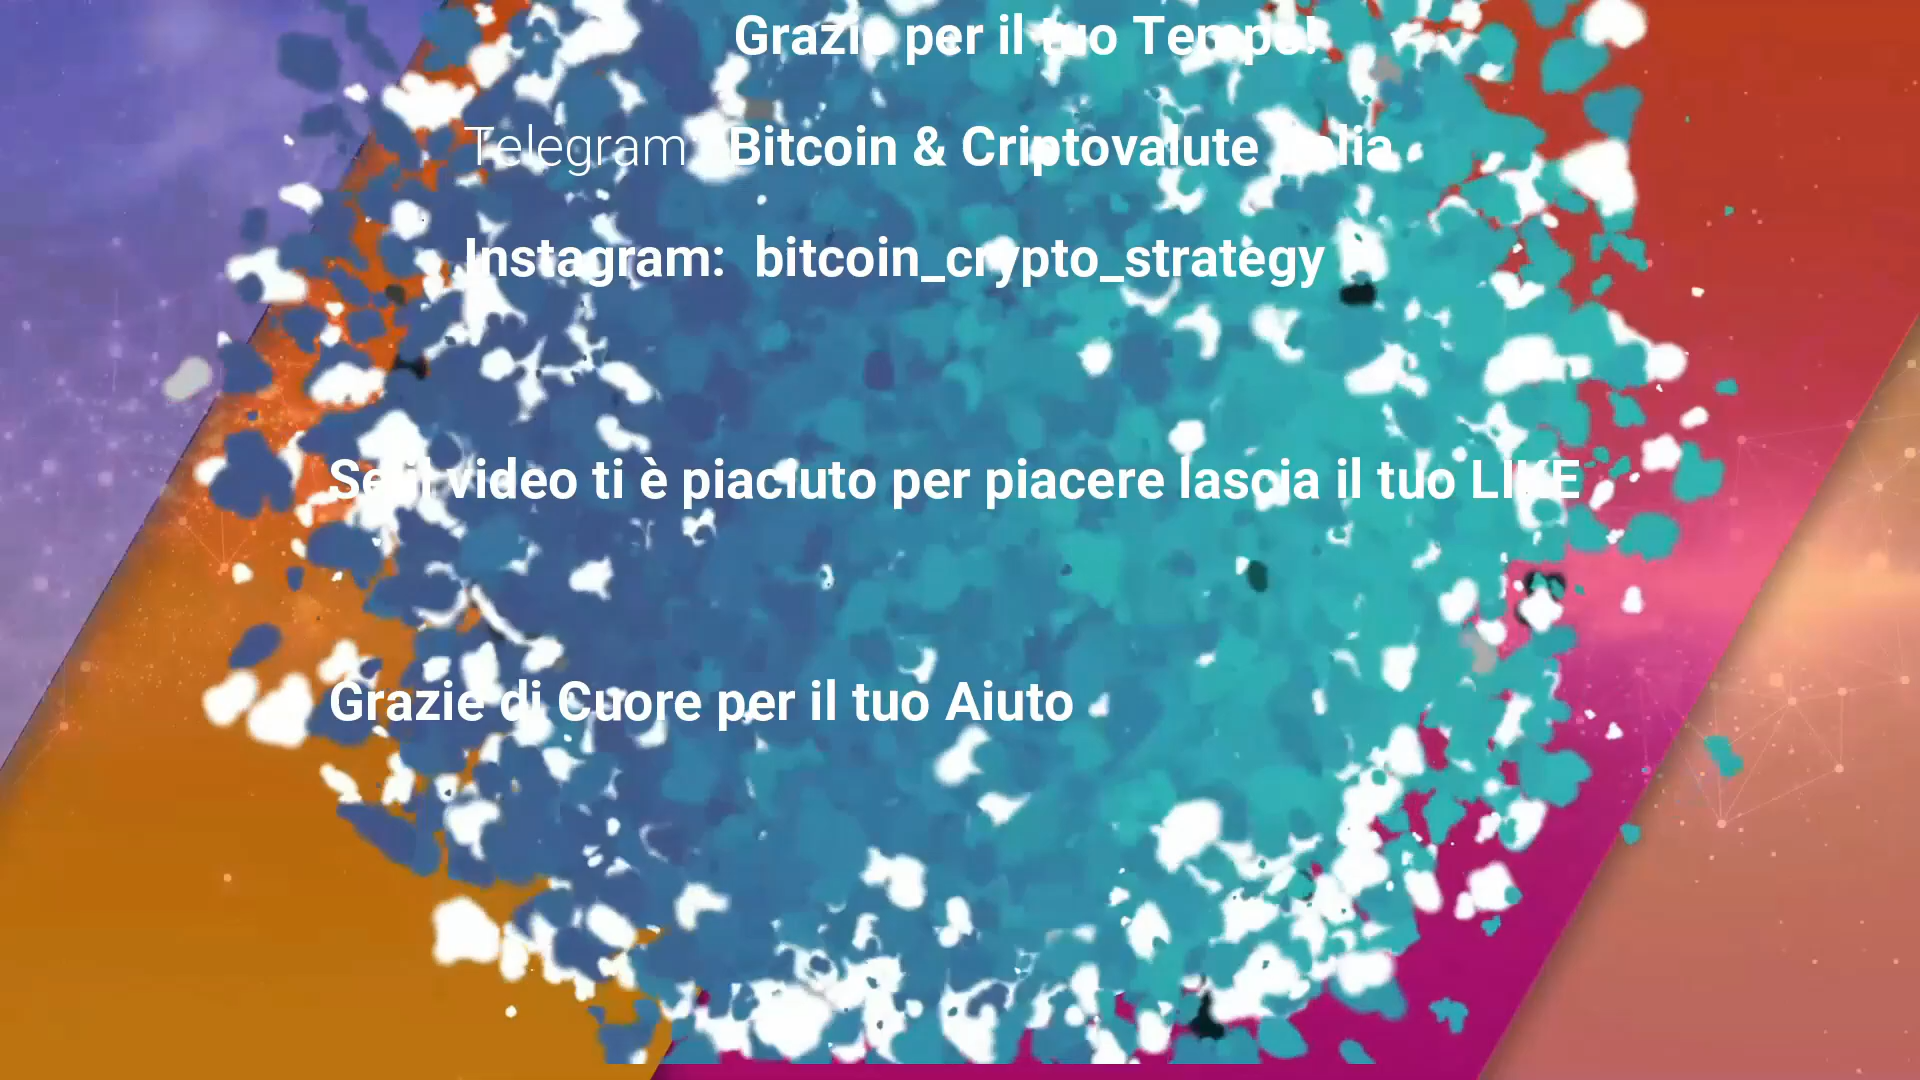 Grazie per il tuo Tempo!
Telegram: Bitcoin & Criptovalute Italia
Instagram: bitcoin_crypto_strategy
Se il video ti è piaciuto per piacere lascia il tuo LIKE
Grazie di Cuore per il tuo Aiuto